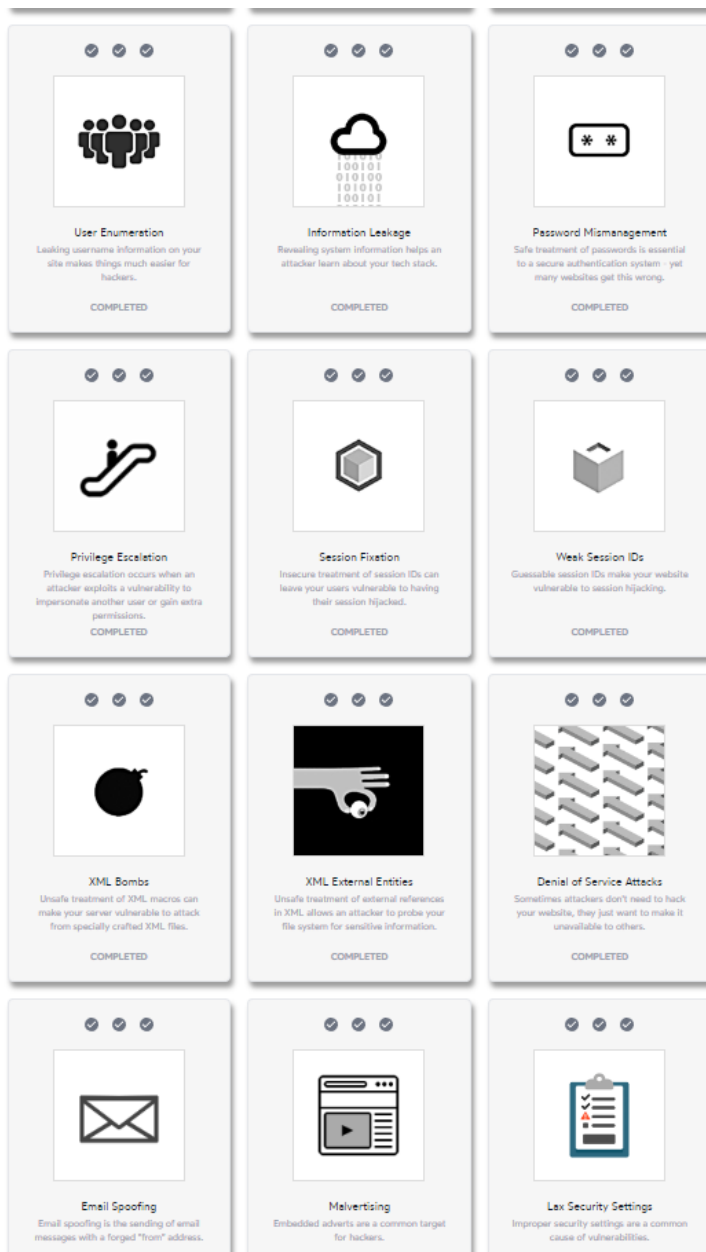 User Enumeration
Leaking username information on your
site makes things much easier for
hackers.
COMPLETED
101010
100101
010100
101010
100101
Information Leakage
Revealing system information helps an
attacker learn about your tech stack.
COMPLETED
* *
Password Mismanagement
Safe treatment of passwords is essential
to a secure authentication system - yet
many websites get this wrong.
COMPLETED
Privilege Escalation
Privilege escalation occurs when an
attacker exploits a vulnerability to
impersonate another user or gain extra
permissions.
COMPLETED
Session Fixation
Insecure treatment of session IDs can
leave your users vulnerable to having
their session hijacked.
COMPLETED
Weak Session IDs
Guessable session IDs make your website
vulnerable to session hijacking.
COMPLETED
XML Bombs
Unsafe treatment of XML macros can
make your server vulnerable to attack
from specially crafted XML files.
COMPLETED
XML External Entities
Unsafe treatment of external references
in XML allows an attacker to probe your
file system for sensitive information.
COMPLETED
Denial of Service Attacks
Sometimes attackers don't need to hack
your website, they just want to make it
unavailable to others.
COMPLETED
Email Spoofing
Email spoofing is the sending of email
messages with a forged "from" address.
Malvertising
Embedded adverts are a common target
for hackers.
Lax Security Settings
Improper security settings are a common
cause of vulnerabilities.